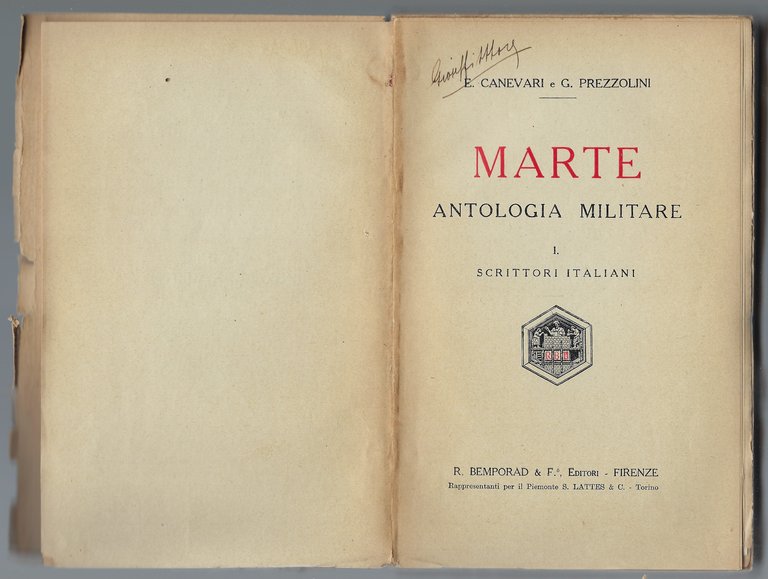 E. CANEVARI e G. PREZZOLINI
MARTE
ANTOLOGIA MILITARE
I.
SCRITTORI ITALIANI
R. BEMPORAD & F.º, EDITORI - FIRENZE
Rappresentanti per il Piemonte S. LATTES & C. - Torino